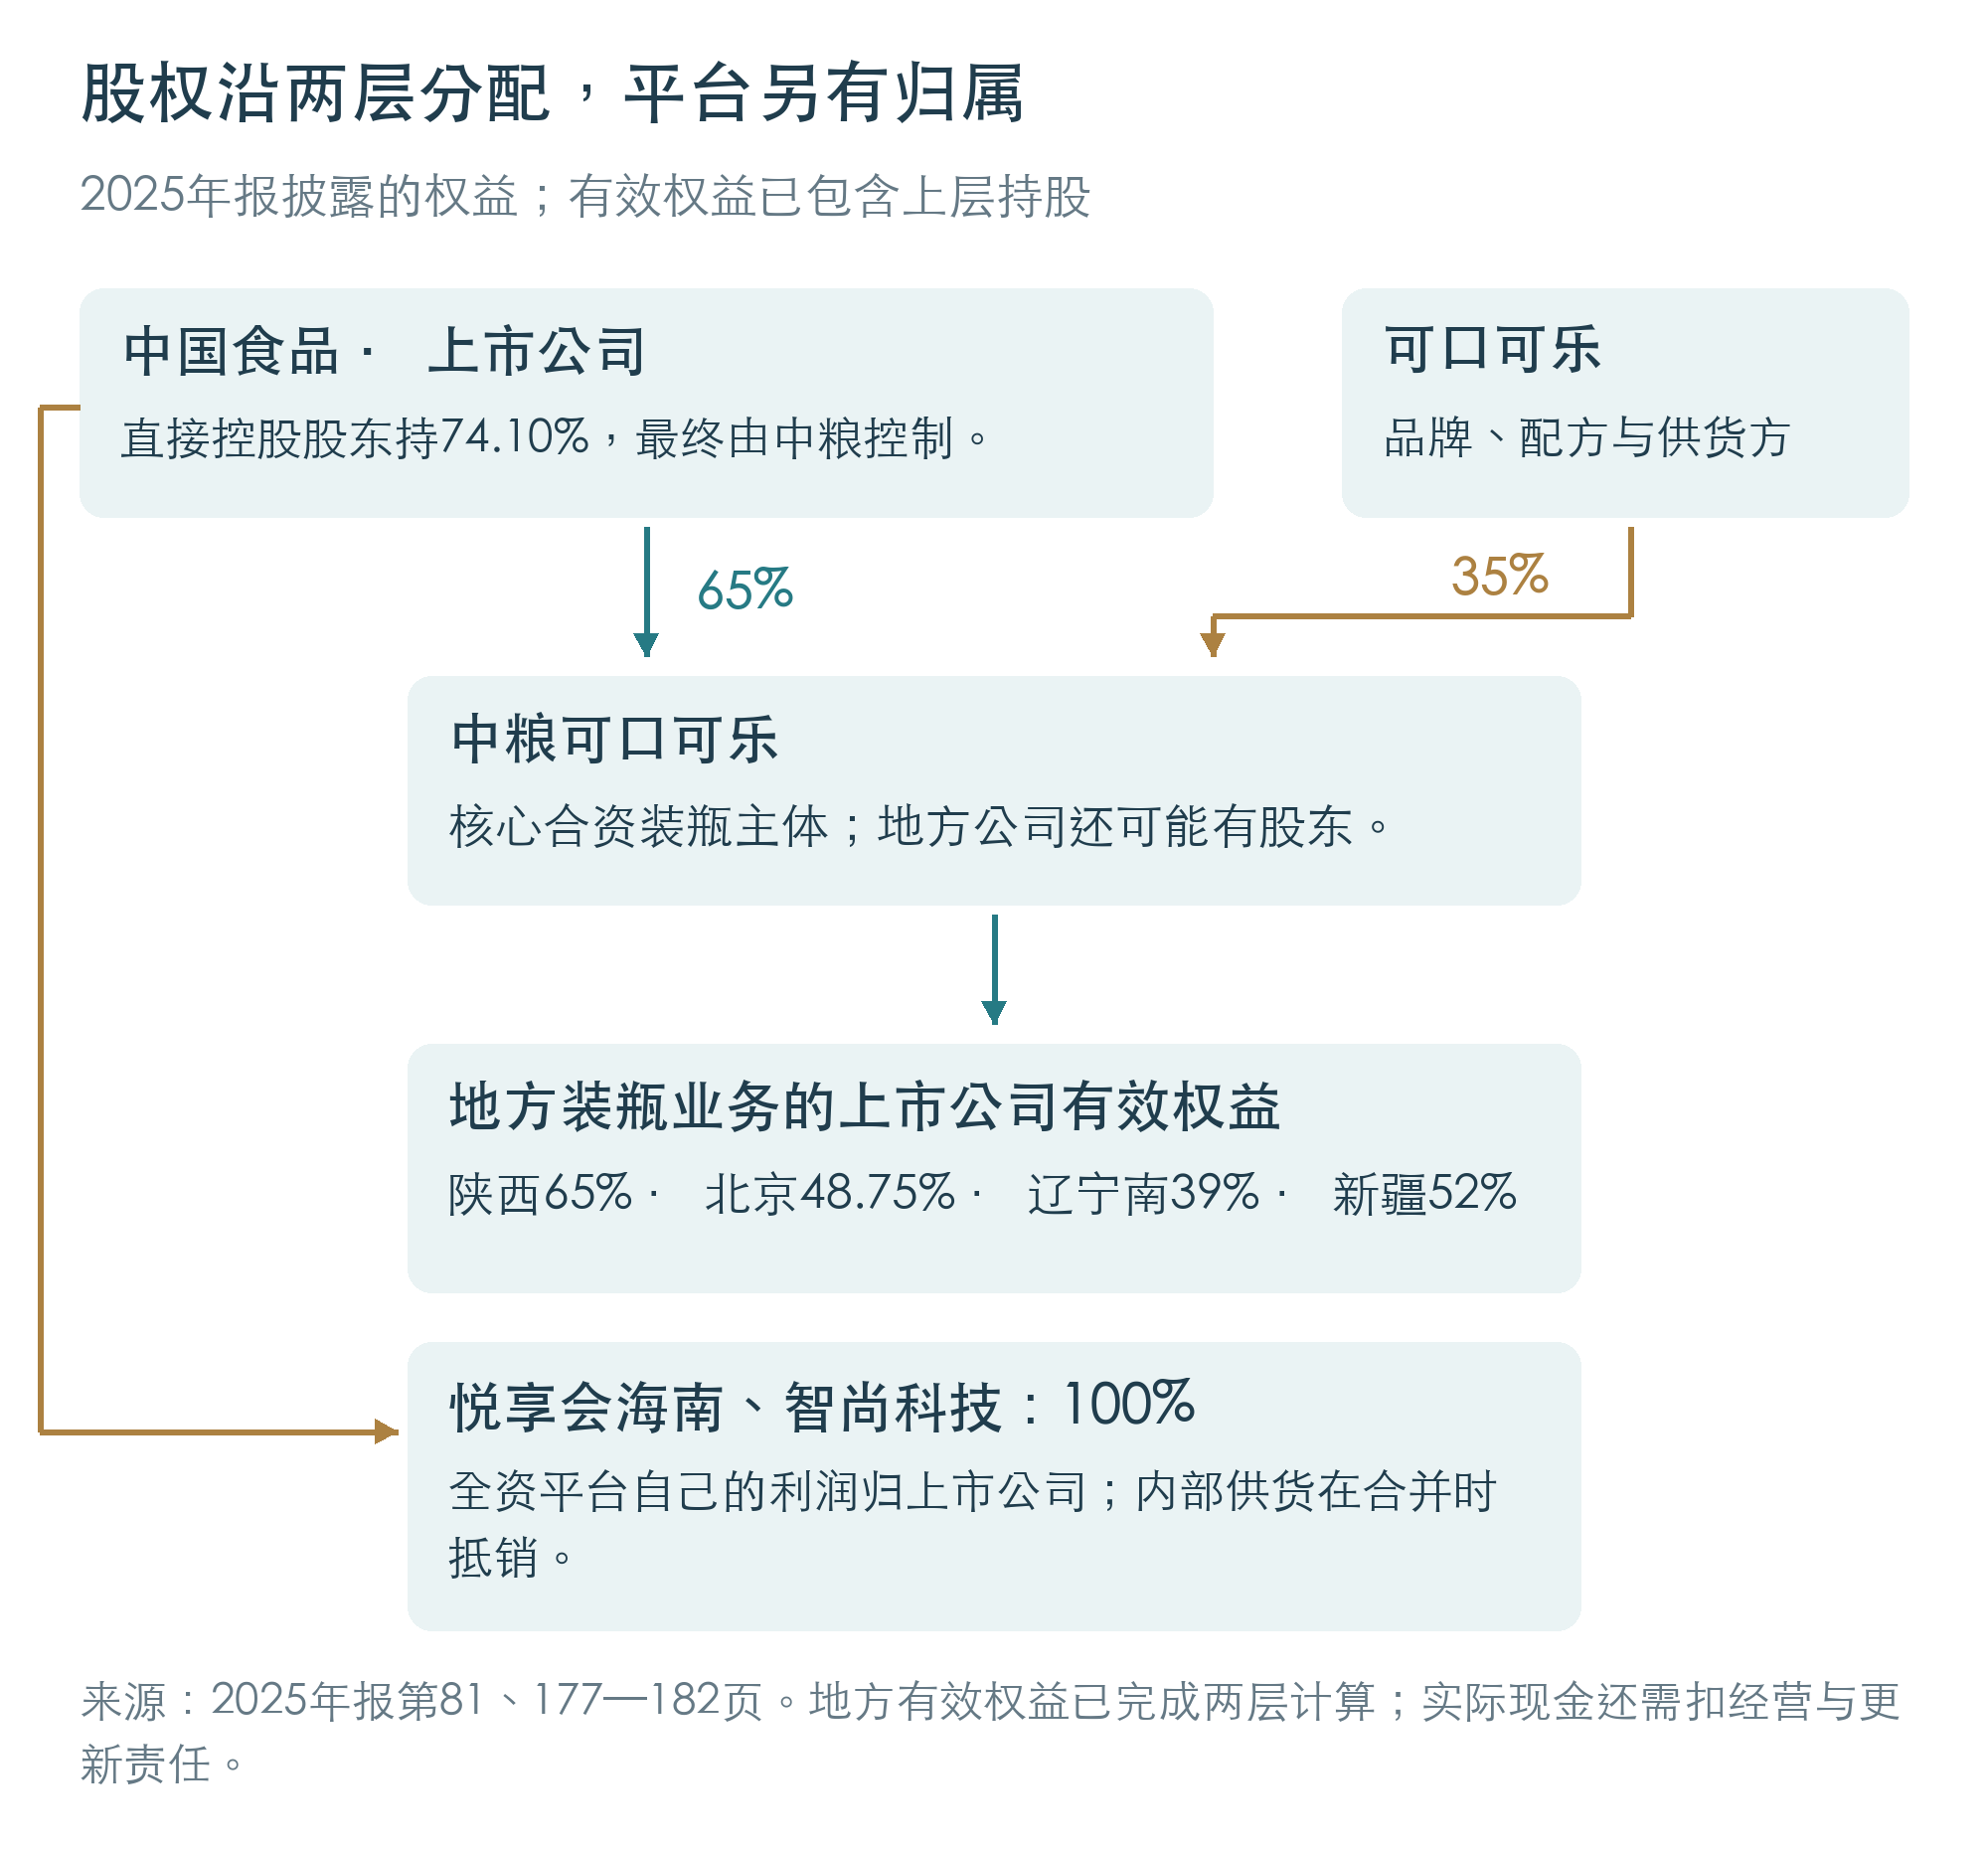 股权沿两层分配，平台另有归属
2025年报披露的权益；有效权益已包含上层持股
中国食品· 上市公司
直接控股股东持74.10%，最终由中粮控制。
可口可乐
品牌、配方与供货方
65%
35%
中粮可口可乐
核心合资装瓶主体；地方公司还可能有股东。
地方装瓶业务的上市公司有效权益
陕西65%· 北京48.75%· 辽宁南39%· 新疆52%
悦享会海南、智尚科技：100%
全资平台自己的利润归上市公司；内部供货在合并时
抵销。
来源：2025年报第81、177—182页。地方有效权益已完成两层计算；实际现金还需扣经营与更
新责任。